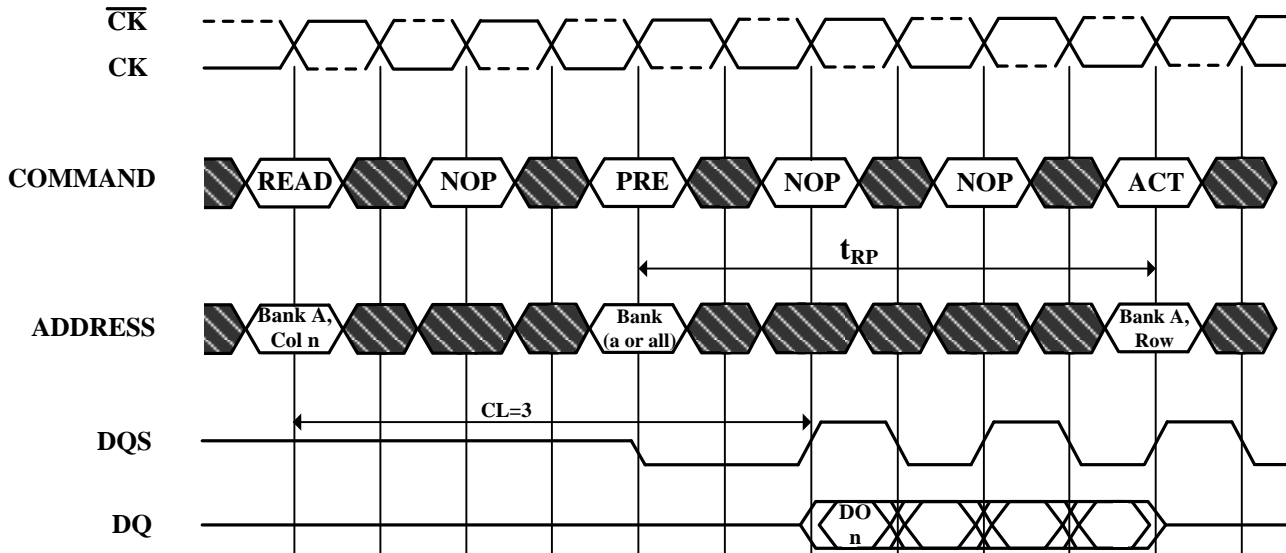 C̅K̅
CK
COMMAND
READ
NOP
PRE
NOP
NOP
ACT
tRP
ADDRESS
Bank A,
Col n
Bank
(a or all)
Bank A,
Row
CL=3
DQS
DQ
DO
n